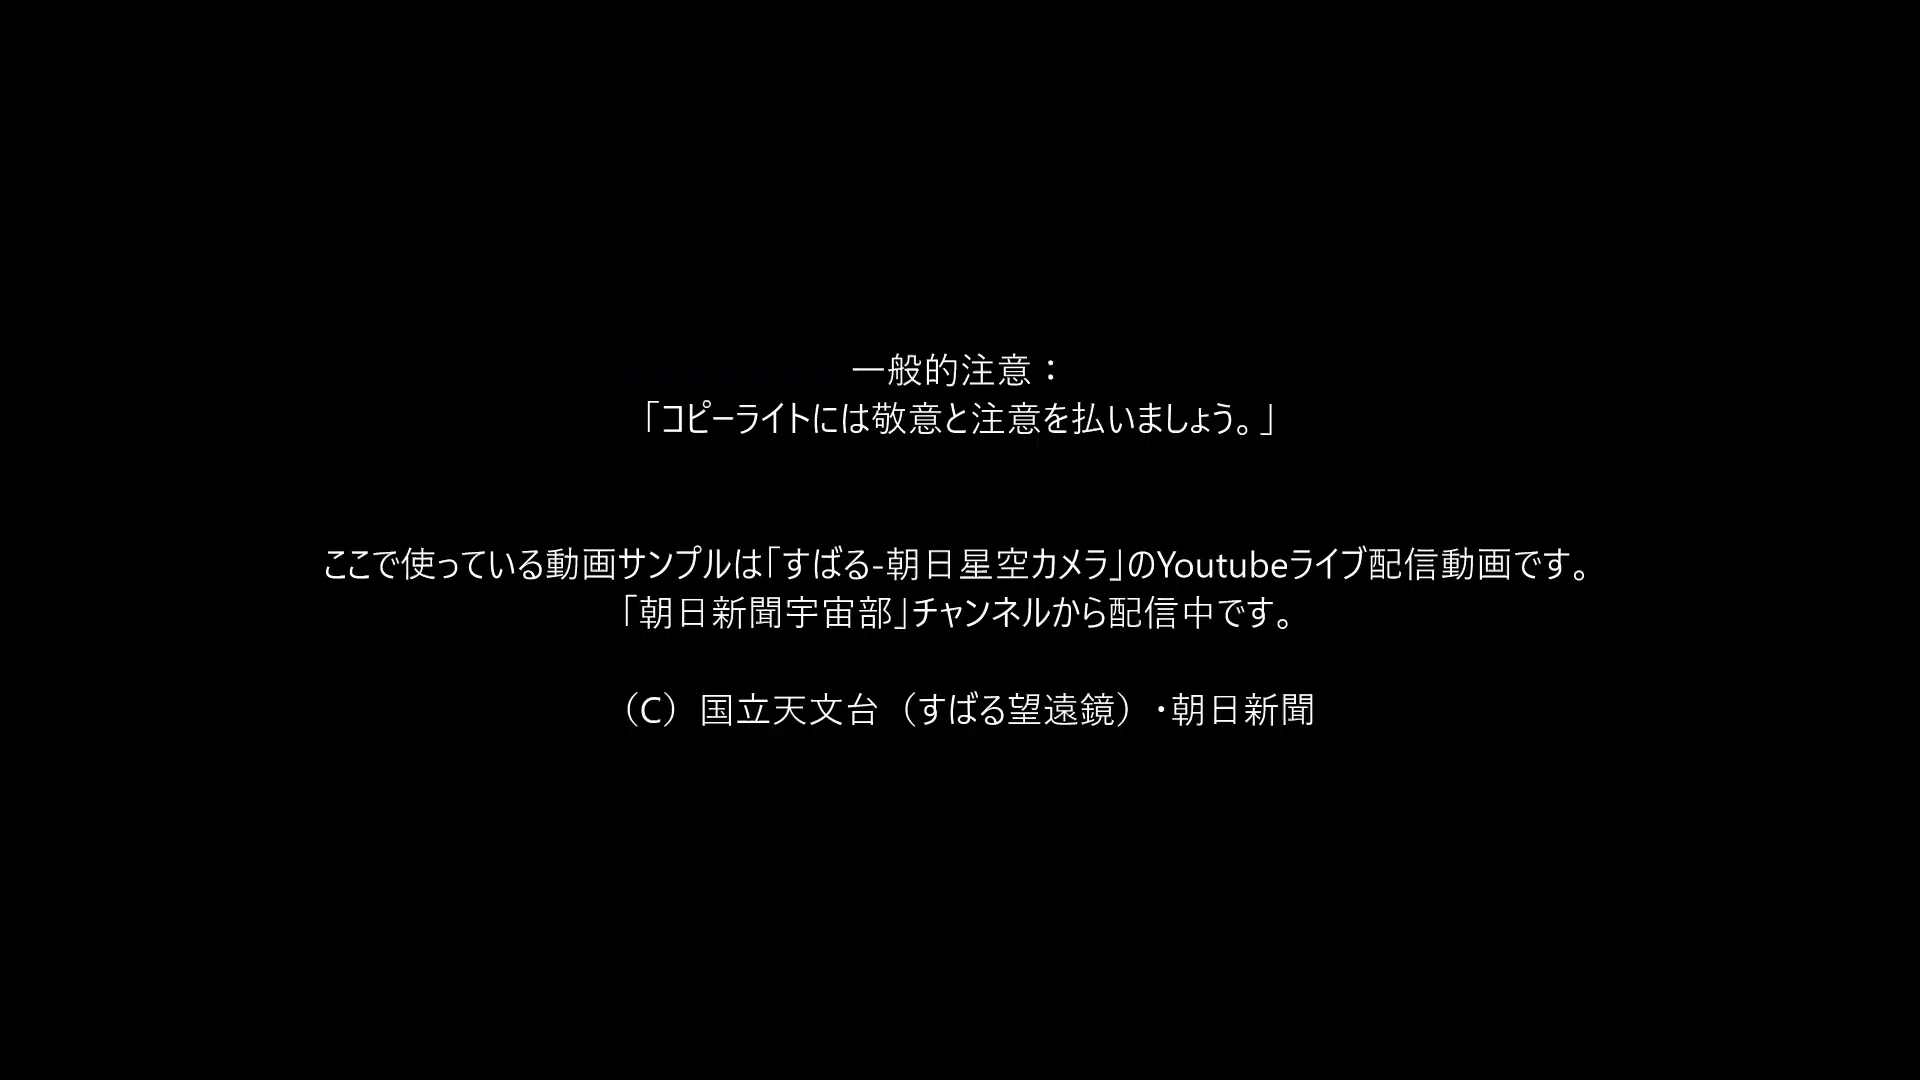 一般的注意：
「コピーライトには敬意と注意を払いましょう。」
ここで使っている動画サンプルは「すばる-朝日星空カメラ」のYoutubeライブ配信動画です。
「朝日新聞宇宙部」チャンネルから配信中です。
（C）国立天文台（すばる望遠鏡）・朝日新聞